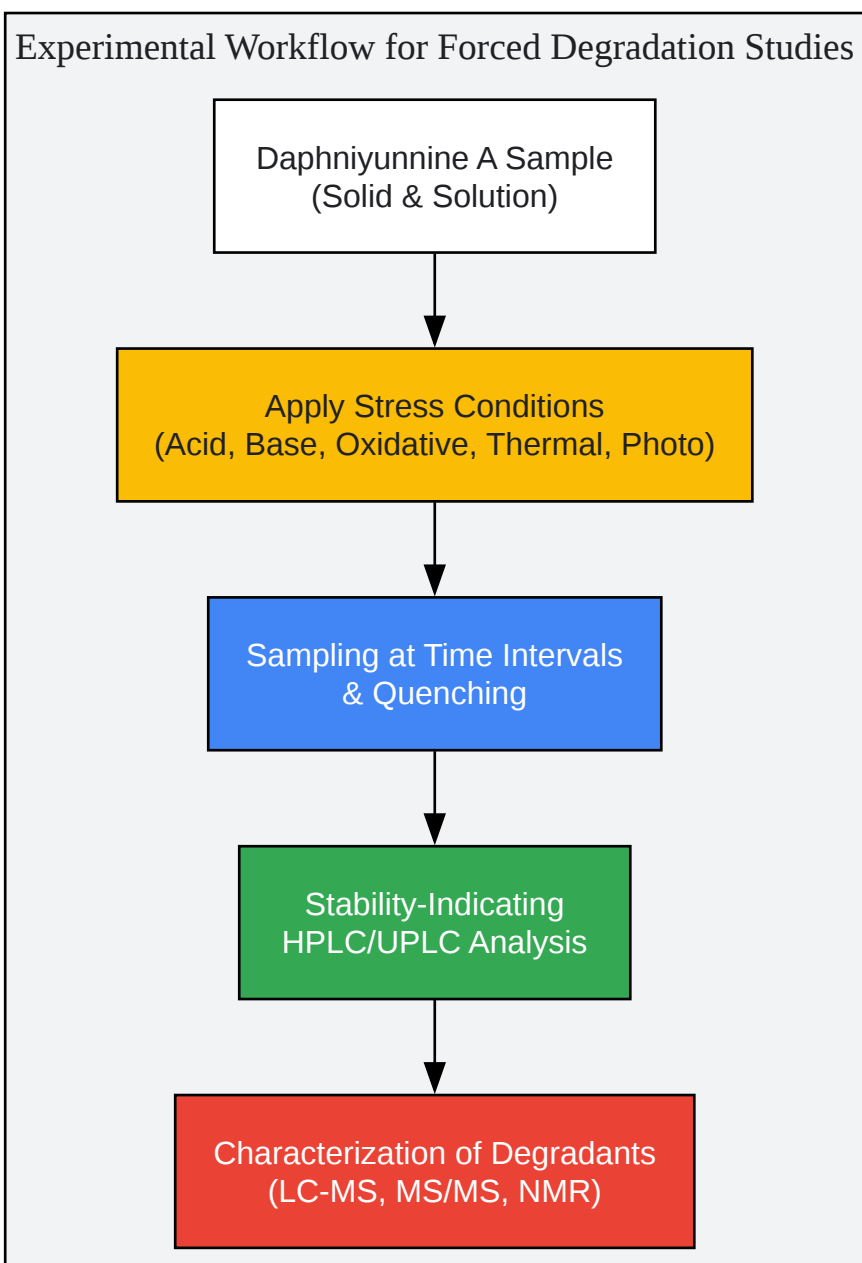 Experimental Workflow for Forced Degradation Studies
Daphniyunnine A Sample
(Solid & Solution)
Apply Stress Conditions
(Acid, Base, Oxidative, Thermal, Photo)
Sampling at Time Intervals
& Quenching
Stability-Indicating
HPLC/UPLC Analysis
Characterization of Degradants
(LC-MS, MS/MS, NMR)